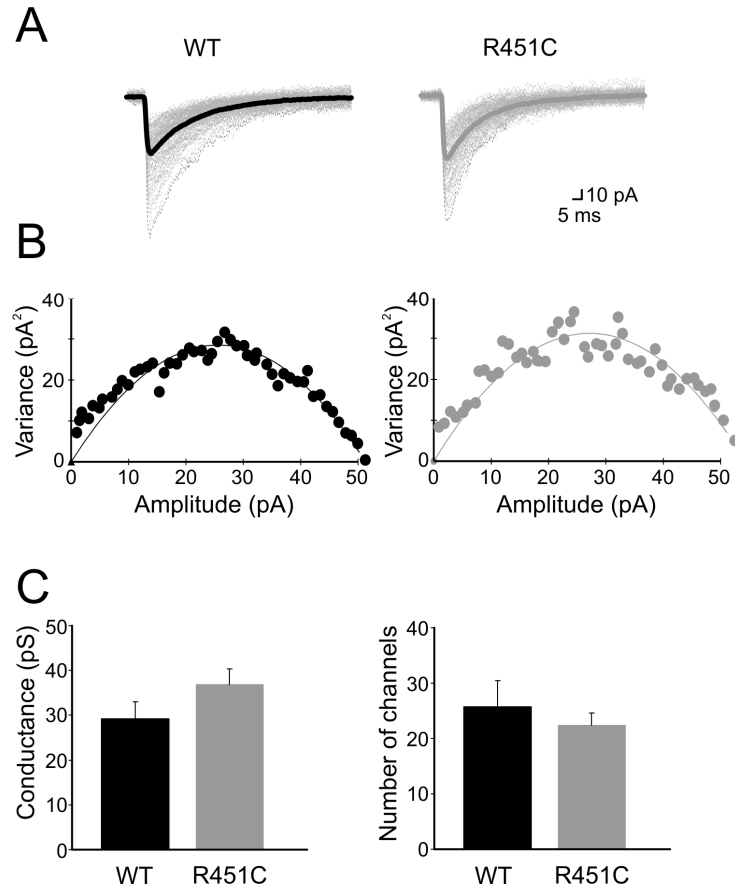 A
WT
R451C
10 pA
5 ms
B
Variance (pA²)
40
20
0
0 10 20 30 40 50
Amplitude (pA)
Variance (pA²)
40
20
0
0 10 20 30 40 50
Amplitude (pA)
C
Conductance (pS)
50
40
30
20
10
0
WT R451C
Number of channels
40
30
20
10
0
WT R451C